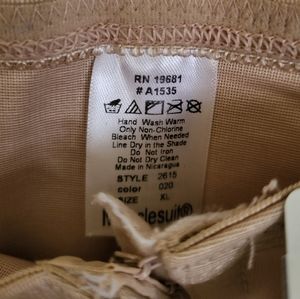 RN 19681
# A1535
Hand Wash Warm
Only Non-Chlorine
Bleach When Needed
Line Dry in the Shade
Do Not Iron
Do Not Dry Clean
Made in Nicaragua
STYLE 2615
color 020
SIZE XL